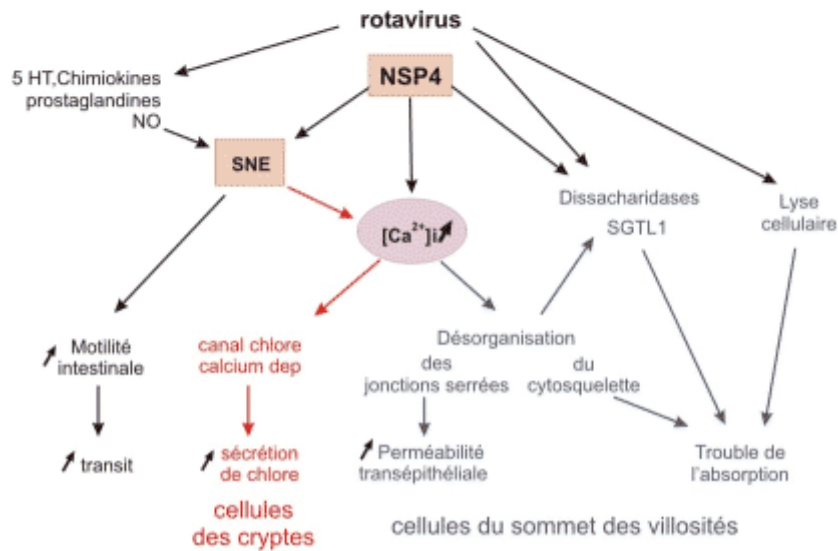 rotavirus
NSP4
5 HT,Chimiokines
prostaglandines
NO
SNE
[Ca²⁺]i
Dissacharidases
SGTL1
Lyse
cellulaire
Motilité
intestinale
transit
canal chlore
calcium dep
sécrétion
de chlore
cellules
des cryptes
Désorganisation
des
jonctions serrées
du
cytosquelette
Perméabilité
transépithéliale
Trouble de
l'absorption
cellules du sommet des villosités